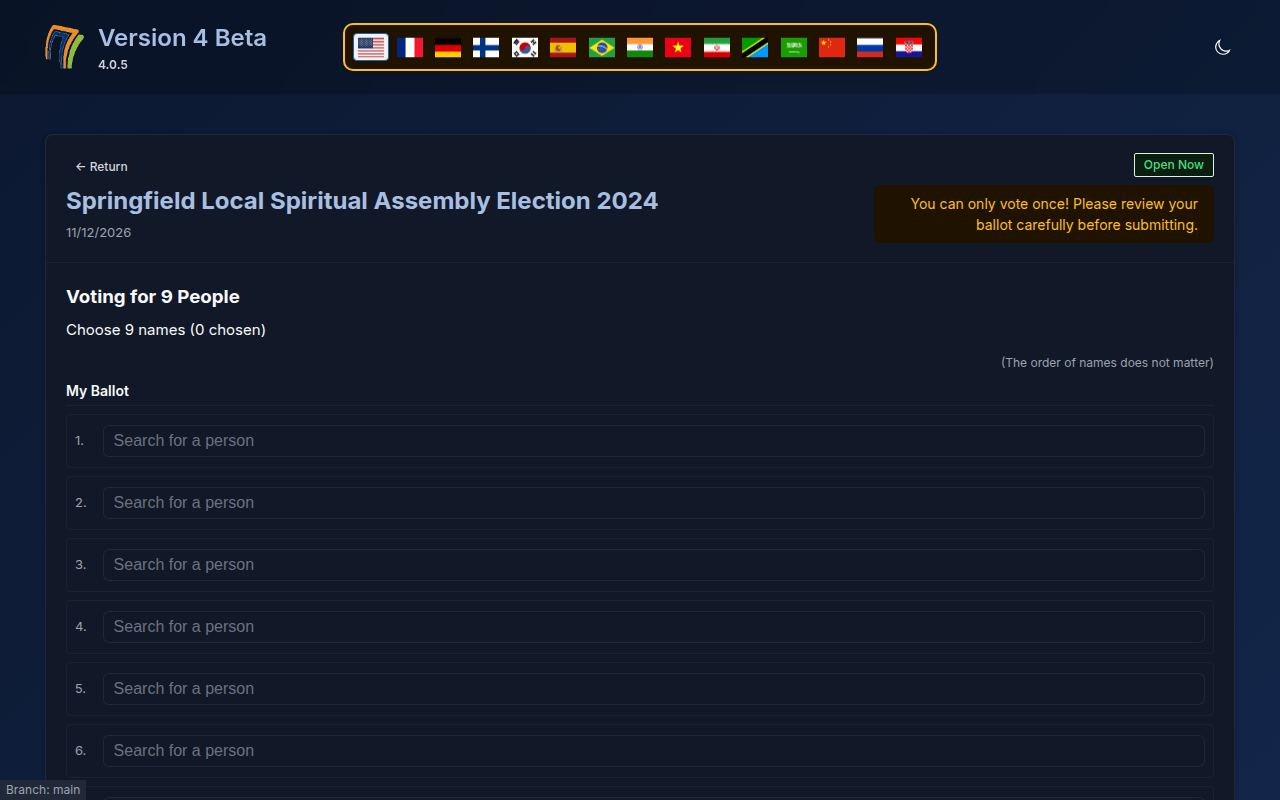 Version 4 Beta
4.0.5
← Return
Open Now
Springfield Local Spiritual Assembly Election 2024
11/12/2026
You can only vote once! Please review your
ballot carefully before submitting.
Voting for 9 People
Choose 9 names (0 chosen)
(The order of names does not matter)
My Ballot
1. Search for a person
2. Search for a person
3. Search for a person
4. Search for a person
5. Search for a person
6. Search for a person
Branch: main